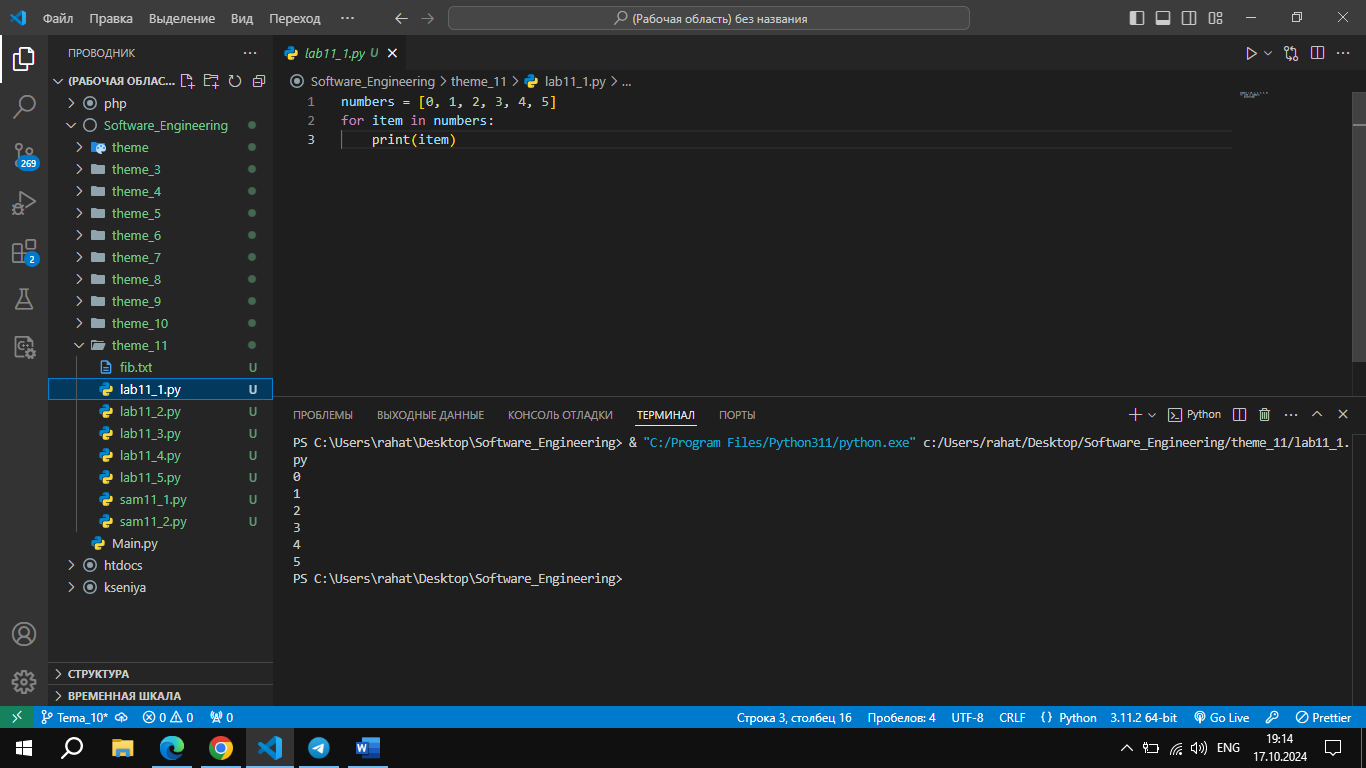 Файл Правка Выделение Вид Переход ··· (Рабочая область) без названия
ПРОВОДНИК ···
(РАБОЧАЯ ОБЛАС...
php
Software_Engineering
theme
theme_3
theme_4
theme_5
theme_6
theme_7
theme_8
theme_9
theme_10
theme_11
fib.txt U
lab11_1.py U
lab11_2.py U
lab11_3.py U
lab11_4.py U
lab11_5.py U
sam11_1.py U
sam11_2.py U
Main.py
htdocs
kseniya
СТРУКТУРА
ВРЕМЕННАЯ ШКАЛА
269
2
lab11_1.py U
Software_Engineering > theme_11 > lab11_1.py > ...
1 numbers = [0, 1, 2, 3, 4, 5]
2 for item in numbers:
3 print(item)
ПРОБЛЕМЫ ВЫХОДНЫЕ ДАННЫЕ КОНСОЛЬ ОТЛАДКИ ТЕРМИНАЛ ПОРТЫ Python
PS C:\Users\rahat\Desktop\Software_Engineering> & "C:/Program Files/Python311/python.exe" c:/Users/rahat/Desktop/Software_Engineering/theme_11/lab11_1.
py
0
1
2
3
4
5
PS C:\Users\rahat\Desktop\Software_Engineering>
Tema_10* 0 0 0 Строка 3, столбец 16 Пробелов: 4 UTF-8 CRLF Python 3.11.2 64-bit Go Live Prettier
ENG 19:14
17.10.2024